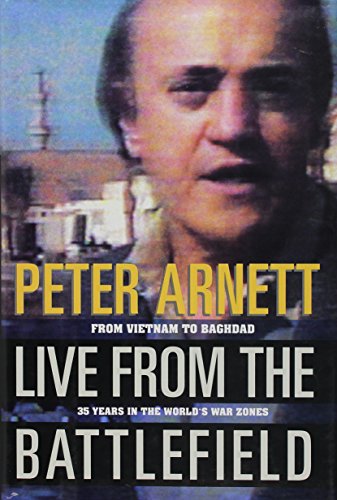 PETER ARNETT
FROM VIETNAM TO BAGHDAD
LIVE FROM THE
35 YEARS IN THE WORLD'S WAR ZONES
BATTLEFIELD